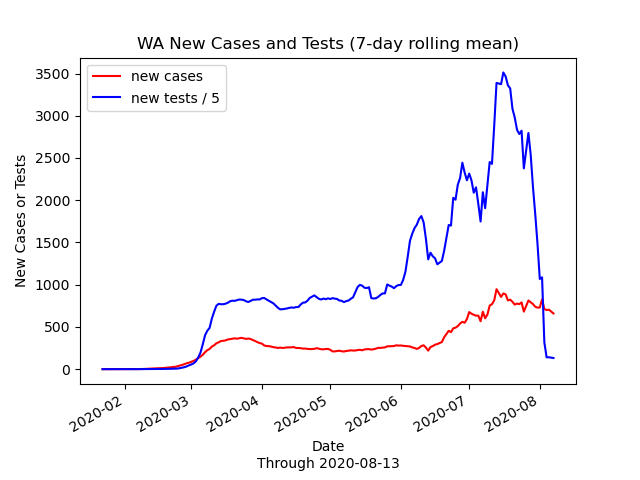 WA New Cases and Tests (7-day rolling mean)
new cases
new tests / 5
New Cases or Tests
3500
3000
2500
2000
1500
1000
500
0
2020-02
2020-03
2020-04
2020-05
2020-06
2020-07
2020-08
Date
Through 2020-08-13